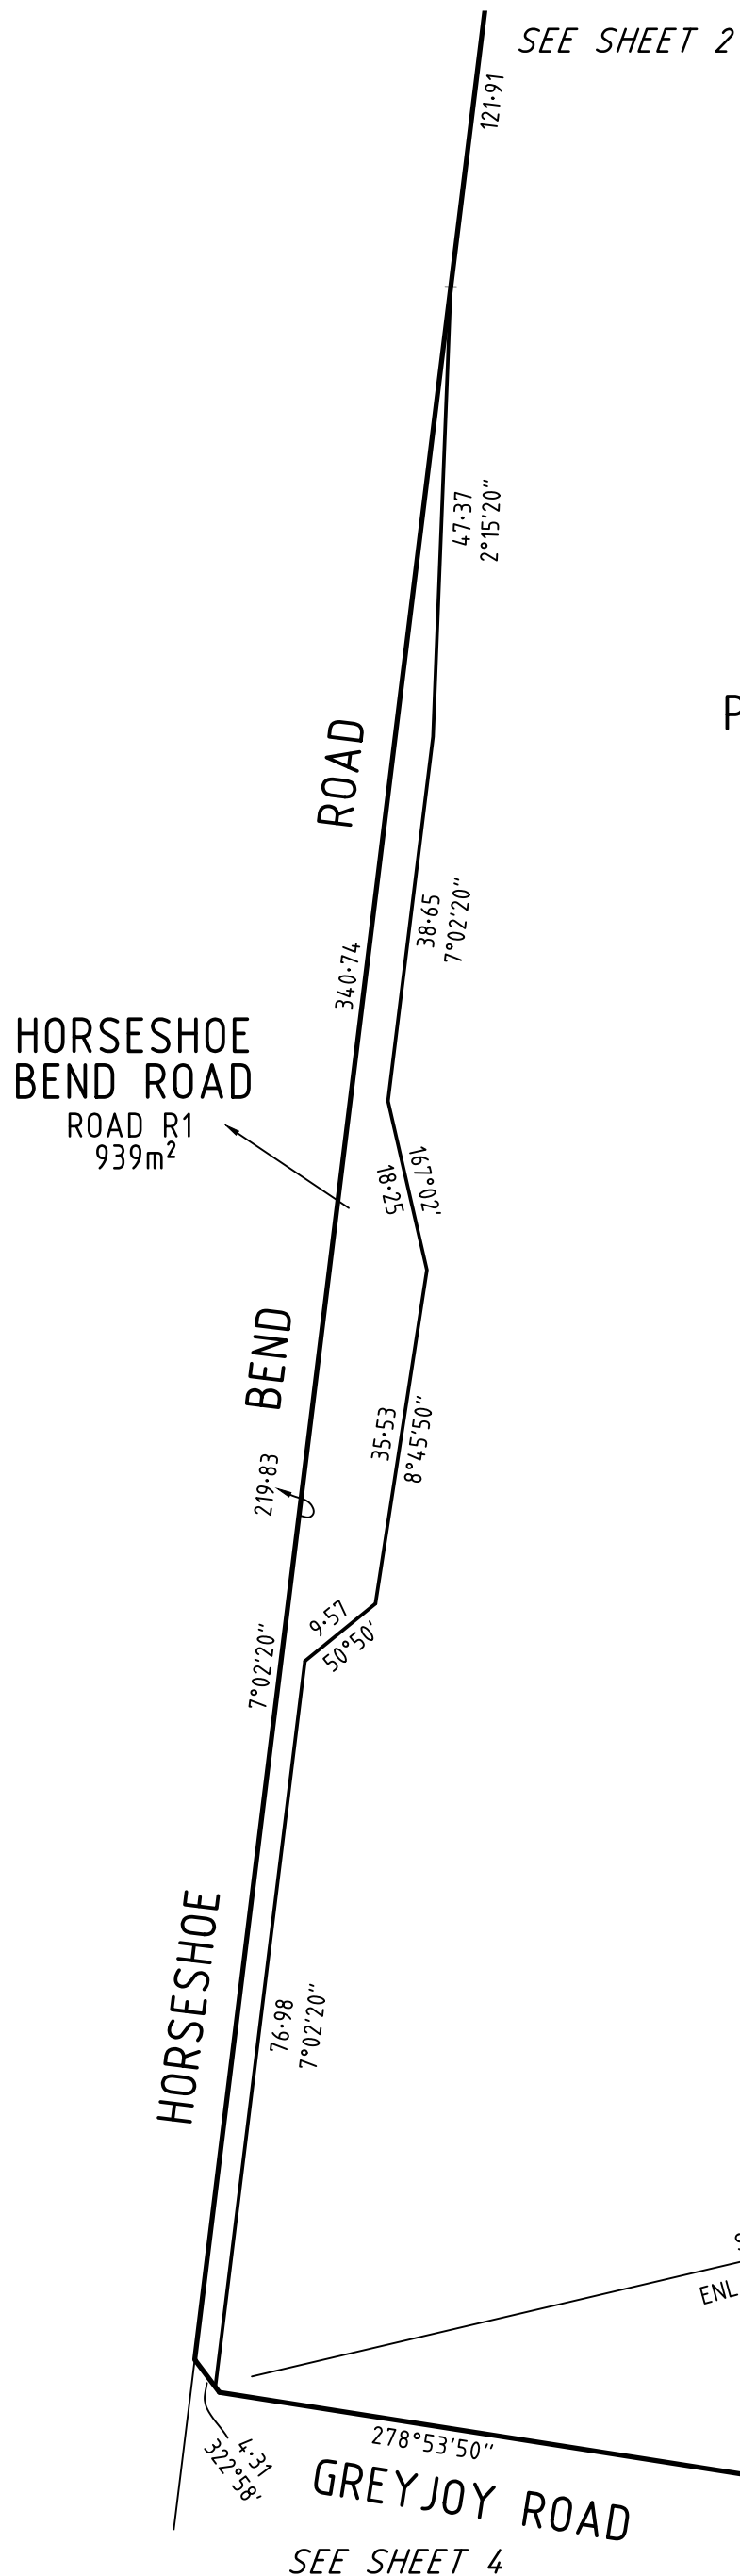 SEE SHEET 2
121·91
47·37
2°15'20"
P
ROAD
38·65
7°02'20"
340·74
HORSESHOE
BEND ROAD
ROAD R1
939m²
167°02'
18·25
BEND
35·53
8°45'50"
219·83
9·57
50°50'
7°02'20"
HORSESHOE
76·98
7°02'20"
ENL
278°53'50"
4·31
322°58'
GREYJOY ROAD
SEE SHEET 4